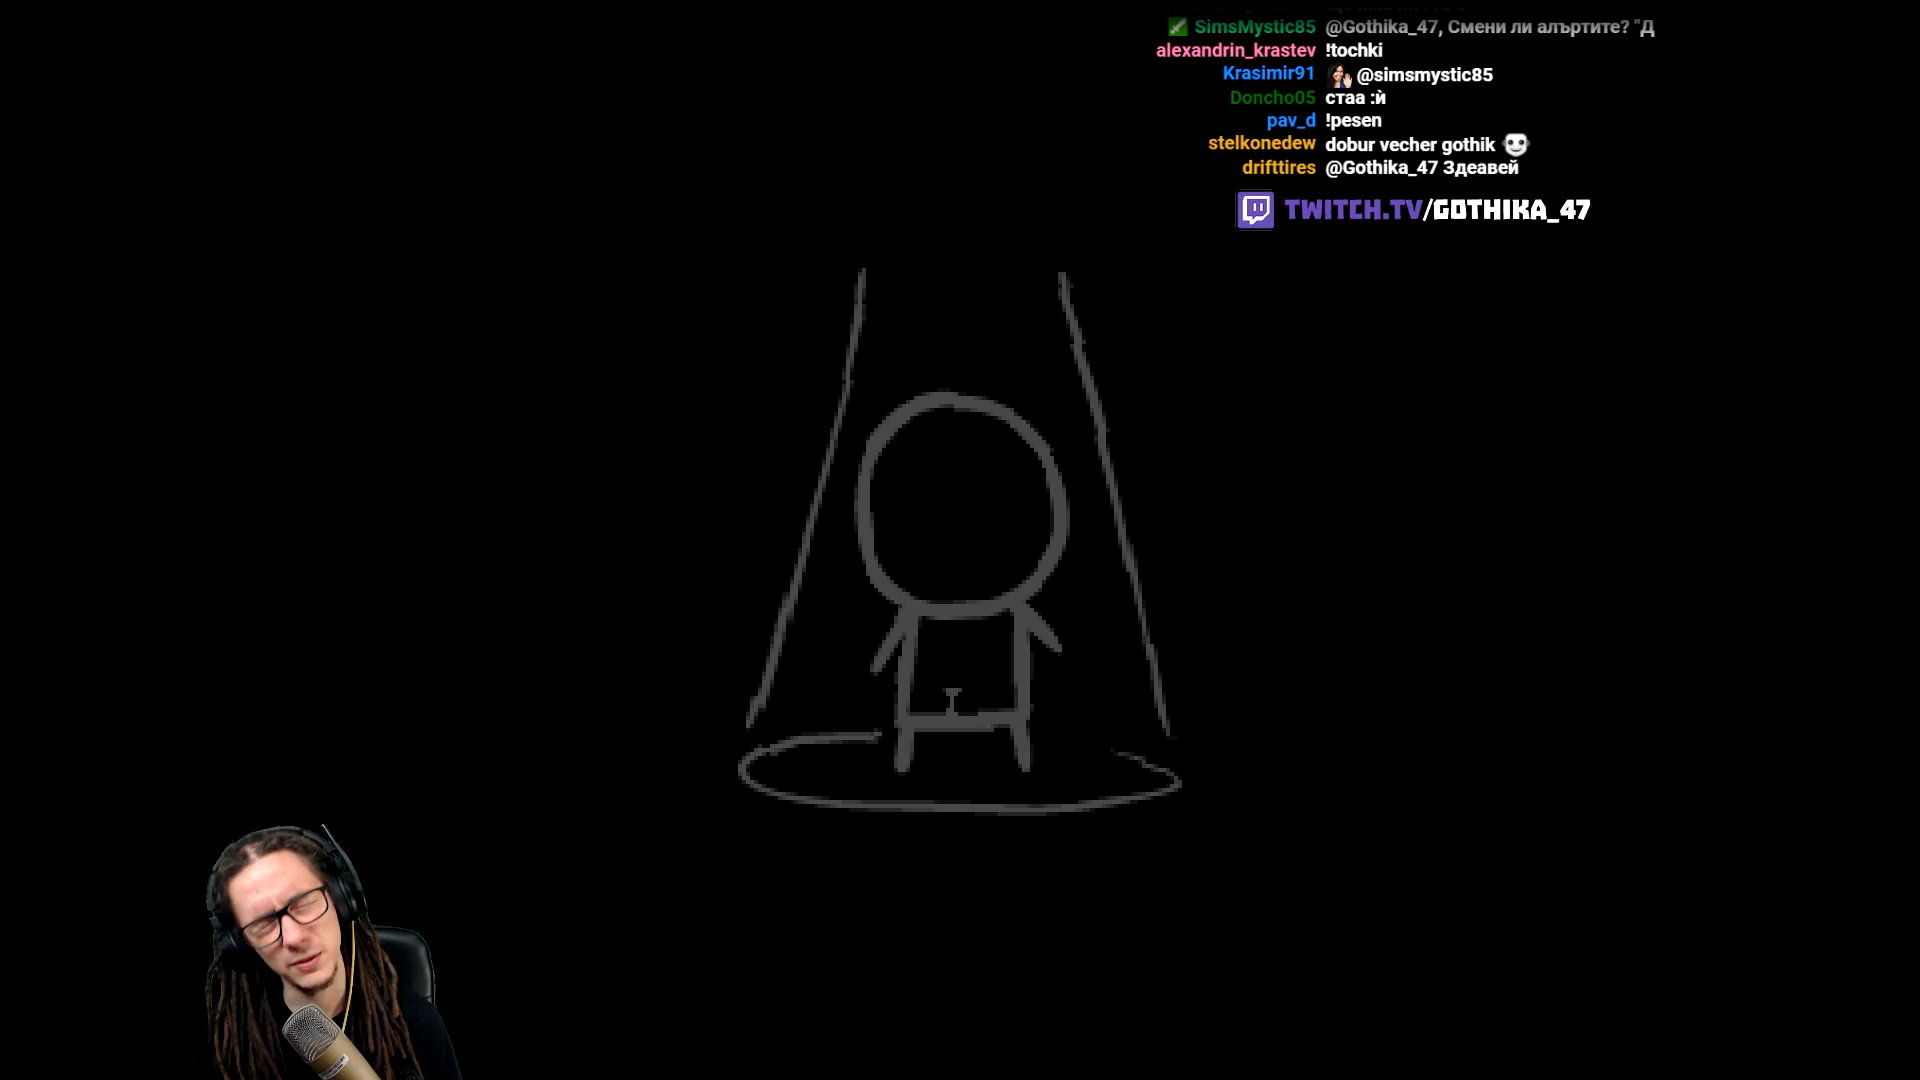 SimsMystic85 @Gothika_47, Смени ли алъртите? "Д
alexandrin_krastev !tochki
Krasimir91 @simsmystic85
Doncho05 стаа :ѝ
pav_d !pesen
stelkonedew dobur vecher gothik
drifttires @Gothika_47 Здеавей
TWITCH.TV/GOTHIKA_47